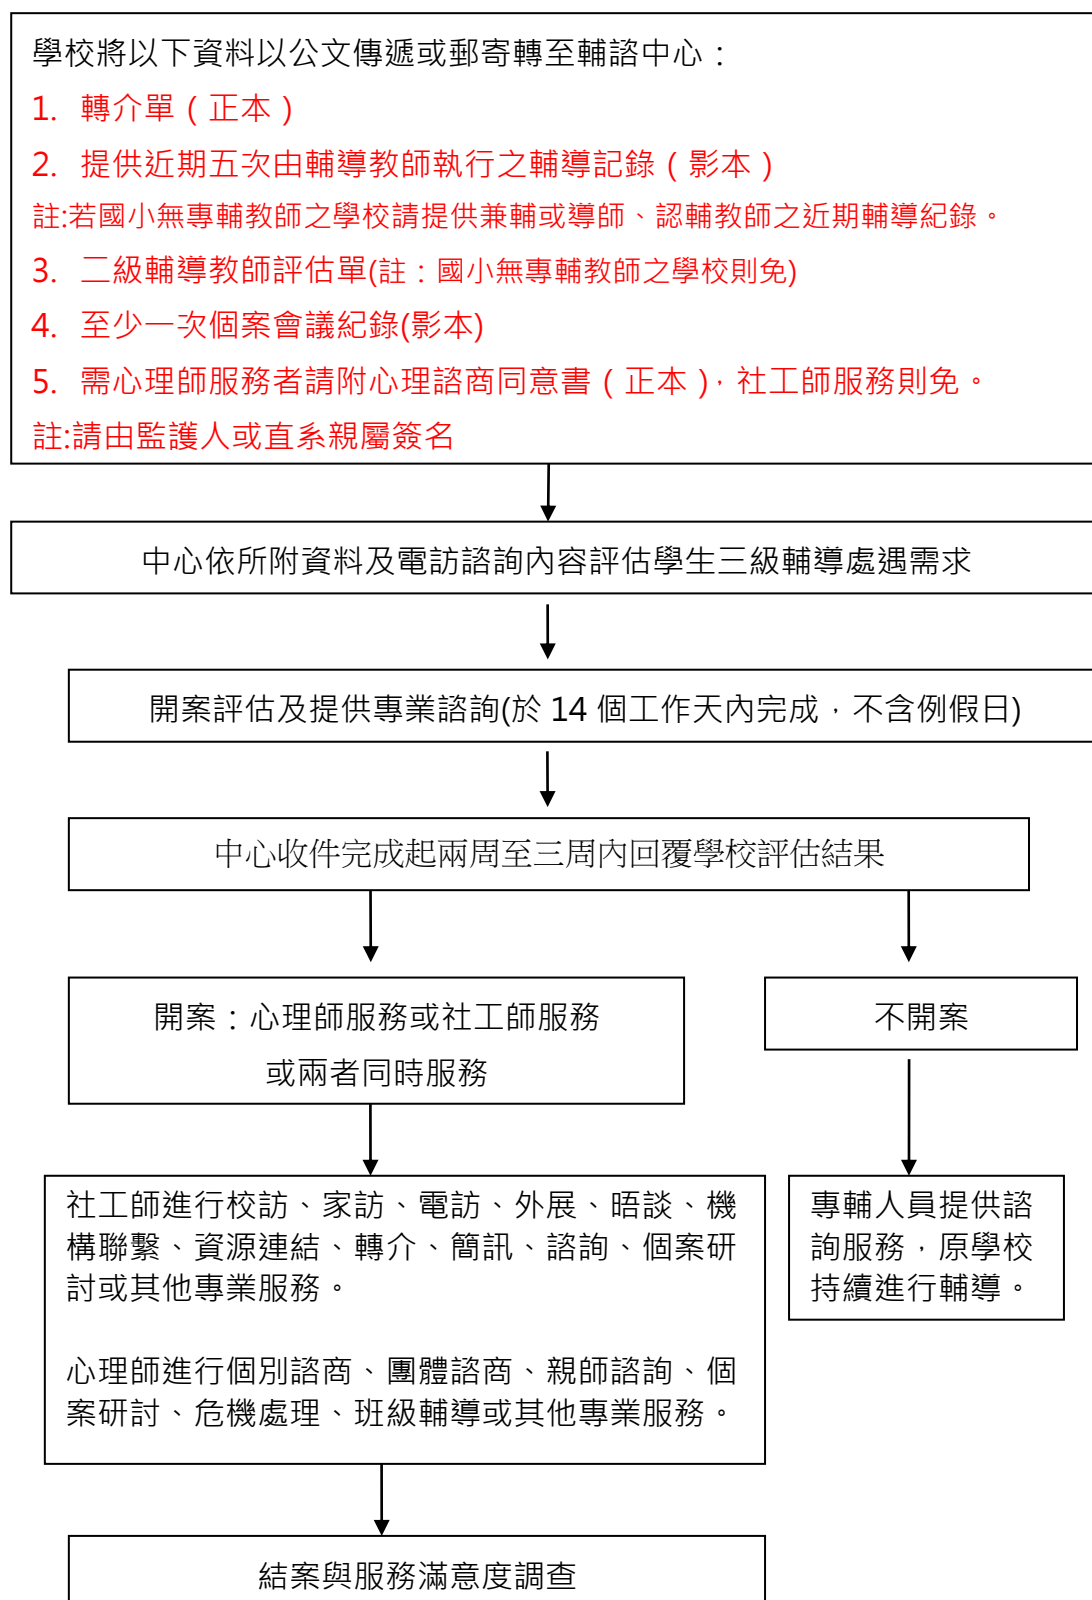 學校將以下資料以公文傳遞或郵寄轉至輔諮中心：
1. 轉介單（正本）
2. 提供近期五次由輔導教師執行之輔導記錄（影本）
註:若國小無專輔教師之學校請提供兼輔或導師、認輔教師之近期輔導紀錄。
3. 二級輔導教師評估單(註：國小無專輔教師之學校則免)
4. 至少一次個案會議紀錄(影本)
5. 需心理師服務者請附心理諮商同意書（正本），社工師服務則免。
註:請由監護人或直系親屬簽名
中心依所附資料及電訪諮詢內容評估學生三級輔導處遇需求
開案評估及提供專業諮詢(於 14 個工作天內完成，不含例假日)
中心收件完成起兩周至三周內回覆學校評估結果
開案：心理師服務或社工師服務
或兩者同時服務
不開案
社工師進行校訪、家訪、電訪、外展、晤談、機
構聯繫、資源連結、轉介、簡訊、諮詢、個案研
討或其他專業服務。
心理師進行個別諮商、團體諮商、親師諮詢、個
案研討、危機處理、班級輔導或其他專業服務。
專輔人員提供諮
詢服務，原學校
持續進行輔導。
結案與服務滿意度調查